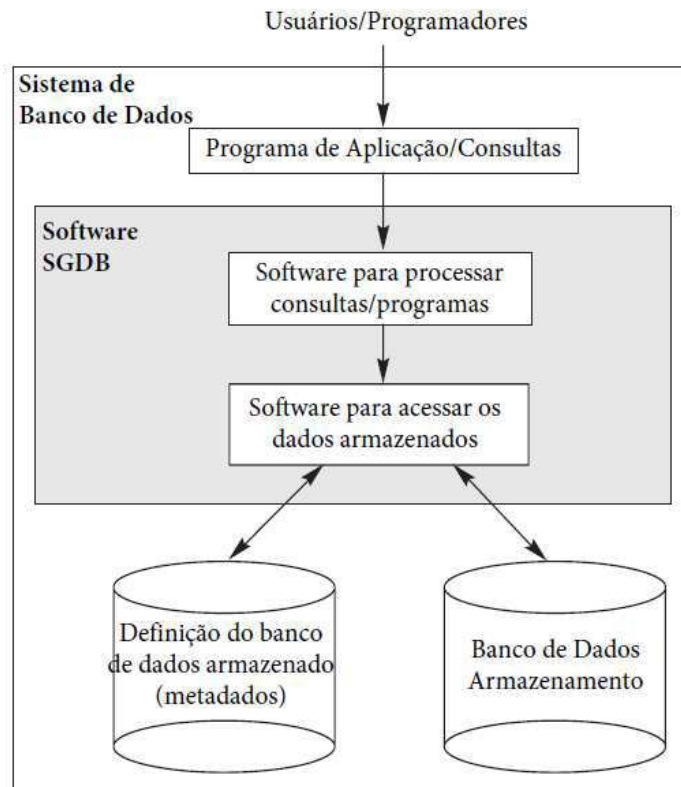 Usuários/Programadores
Sistema de
Banco de Dados
Programa de Aplicação/Consultas
Software
SGDB
Software para processar
consultas/programas
Software para acessar os
dados armazenados
Definição do banco
de dados armazenado
(metadados)
Banco de Dados
Armazenamento